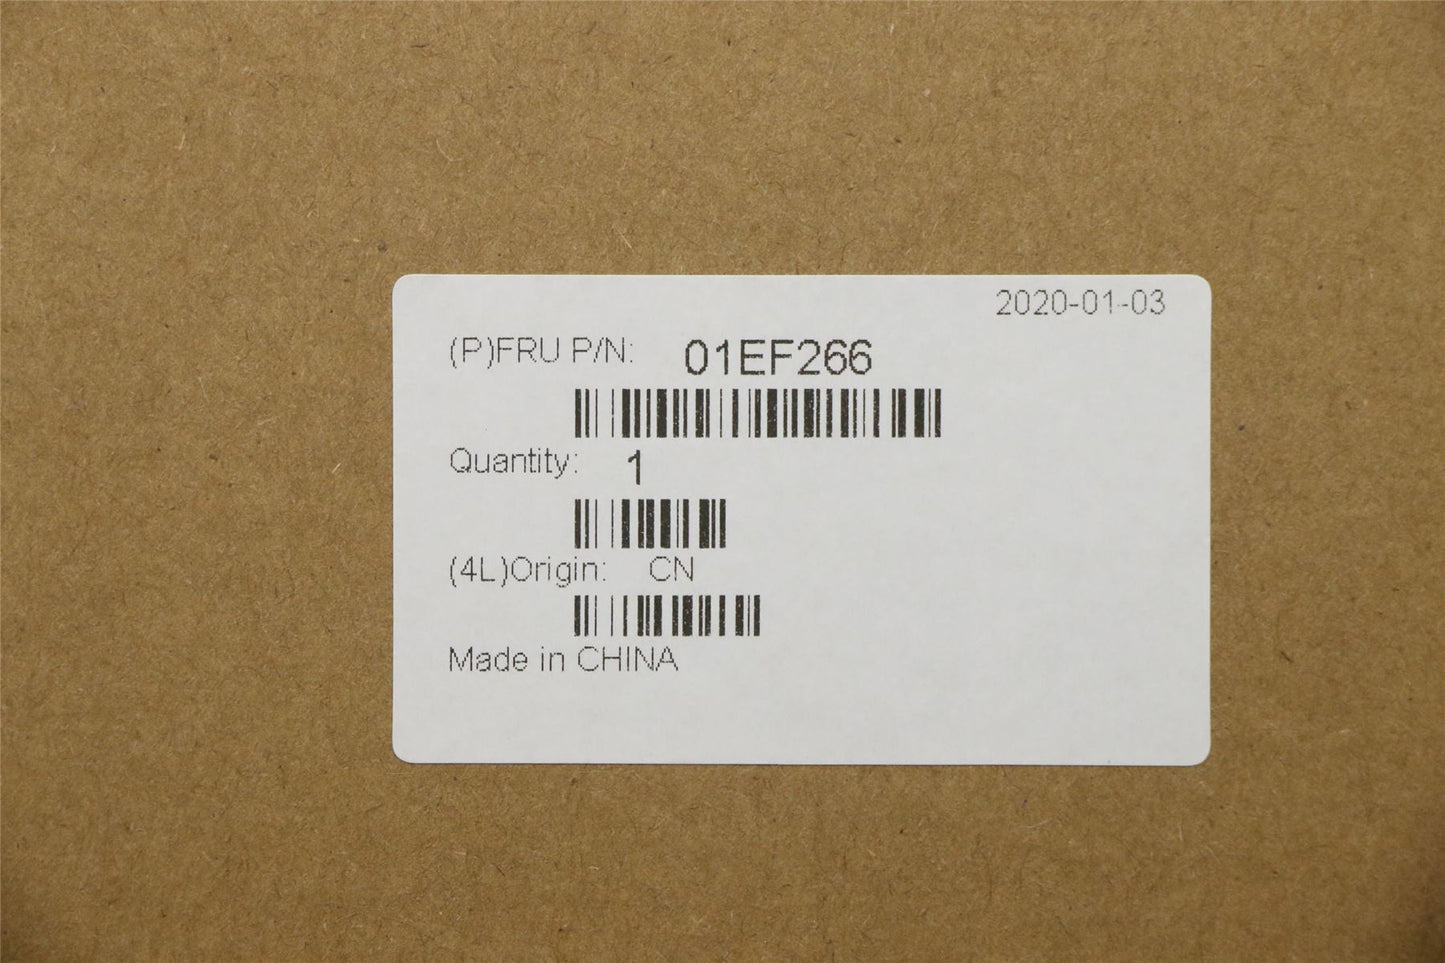 2020-01-03
(P)FRU P/N: 01EF266
Quantity: 1
(4L)Origin: CN
Made in CHINA